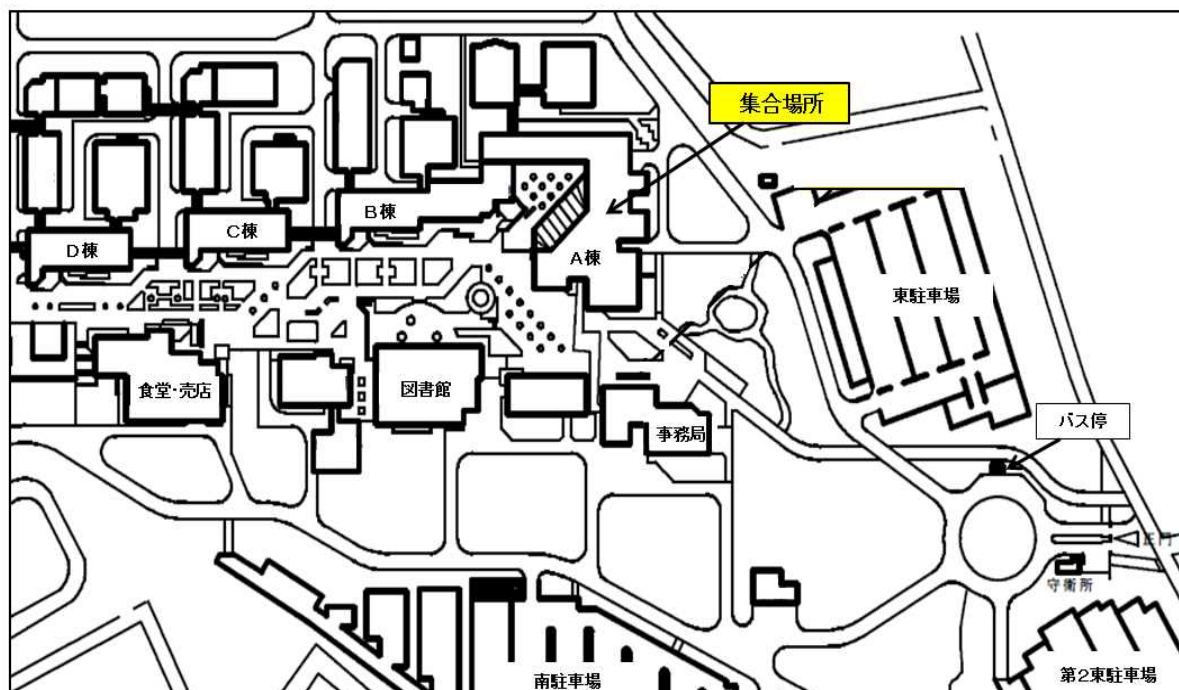 集合場所
B棟
C棟
D棟
A棟
東駐車場
食堂・売店
図書館
事務局
バス停
正門
守衛所
南駐車場
第2東駐車場